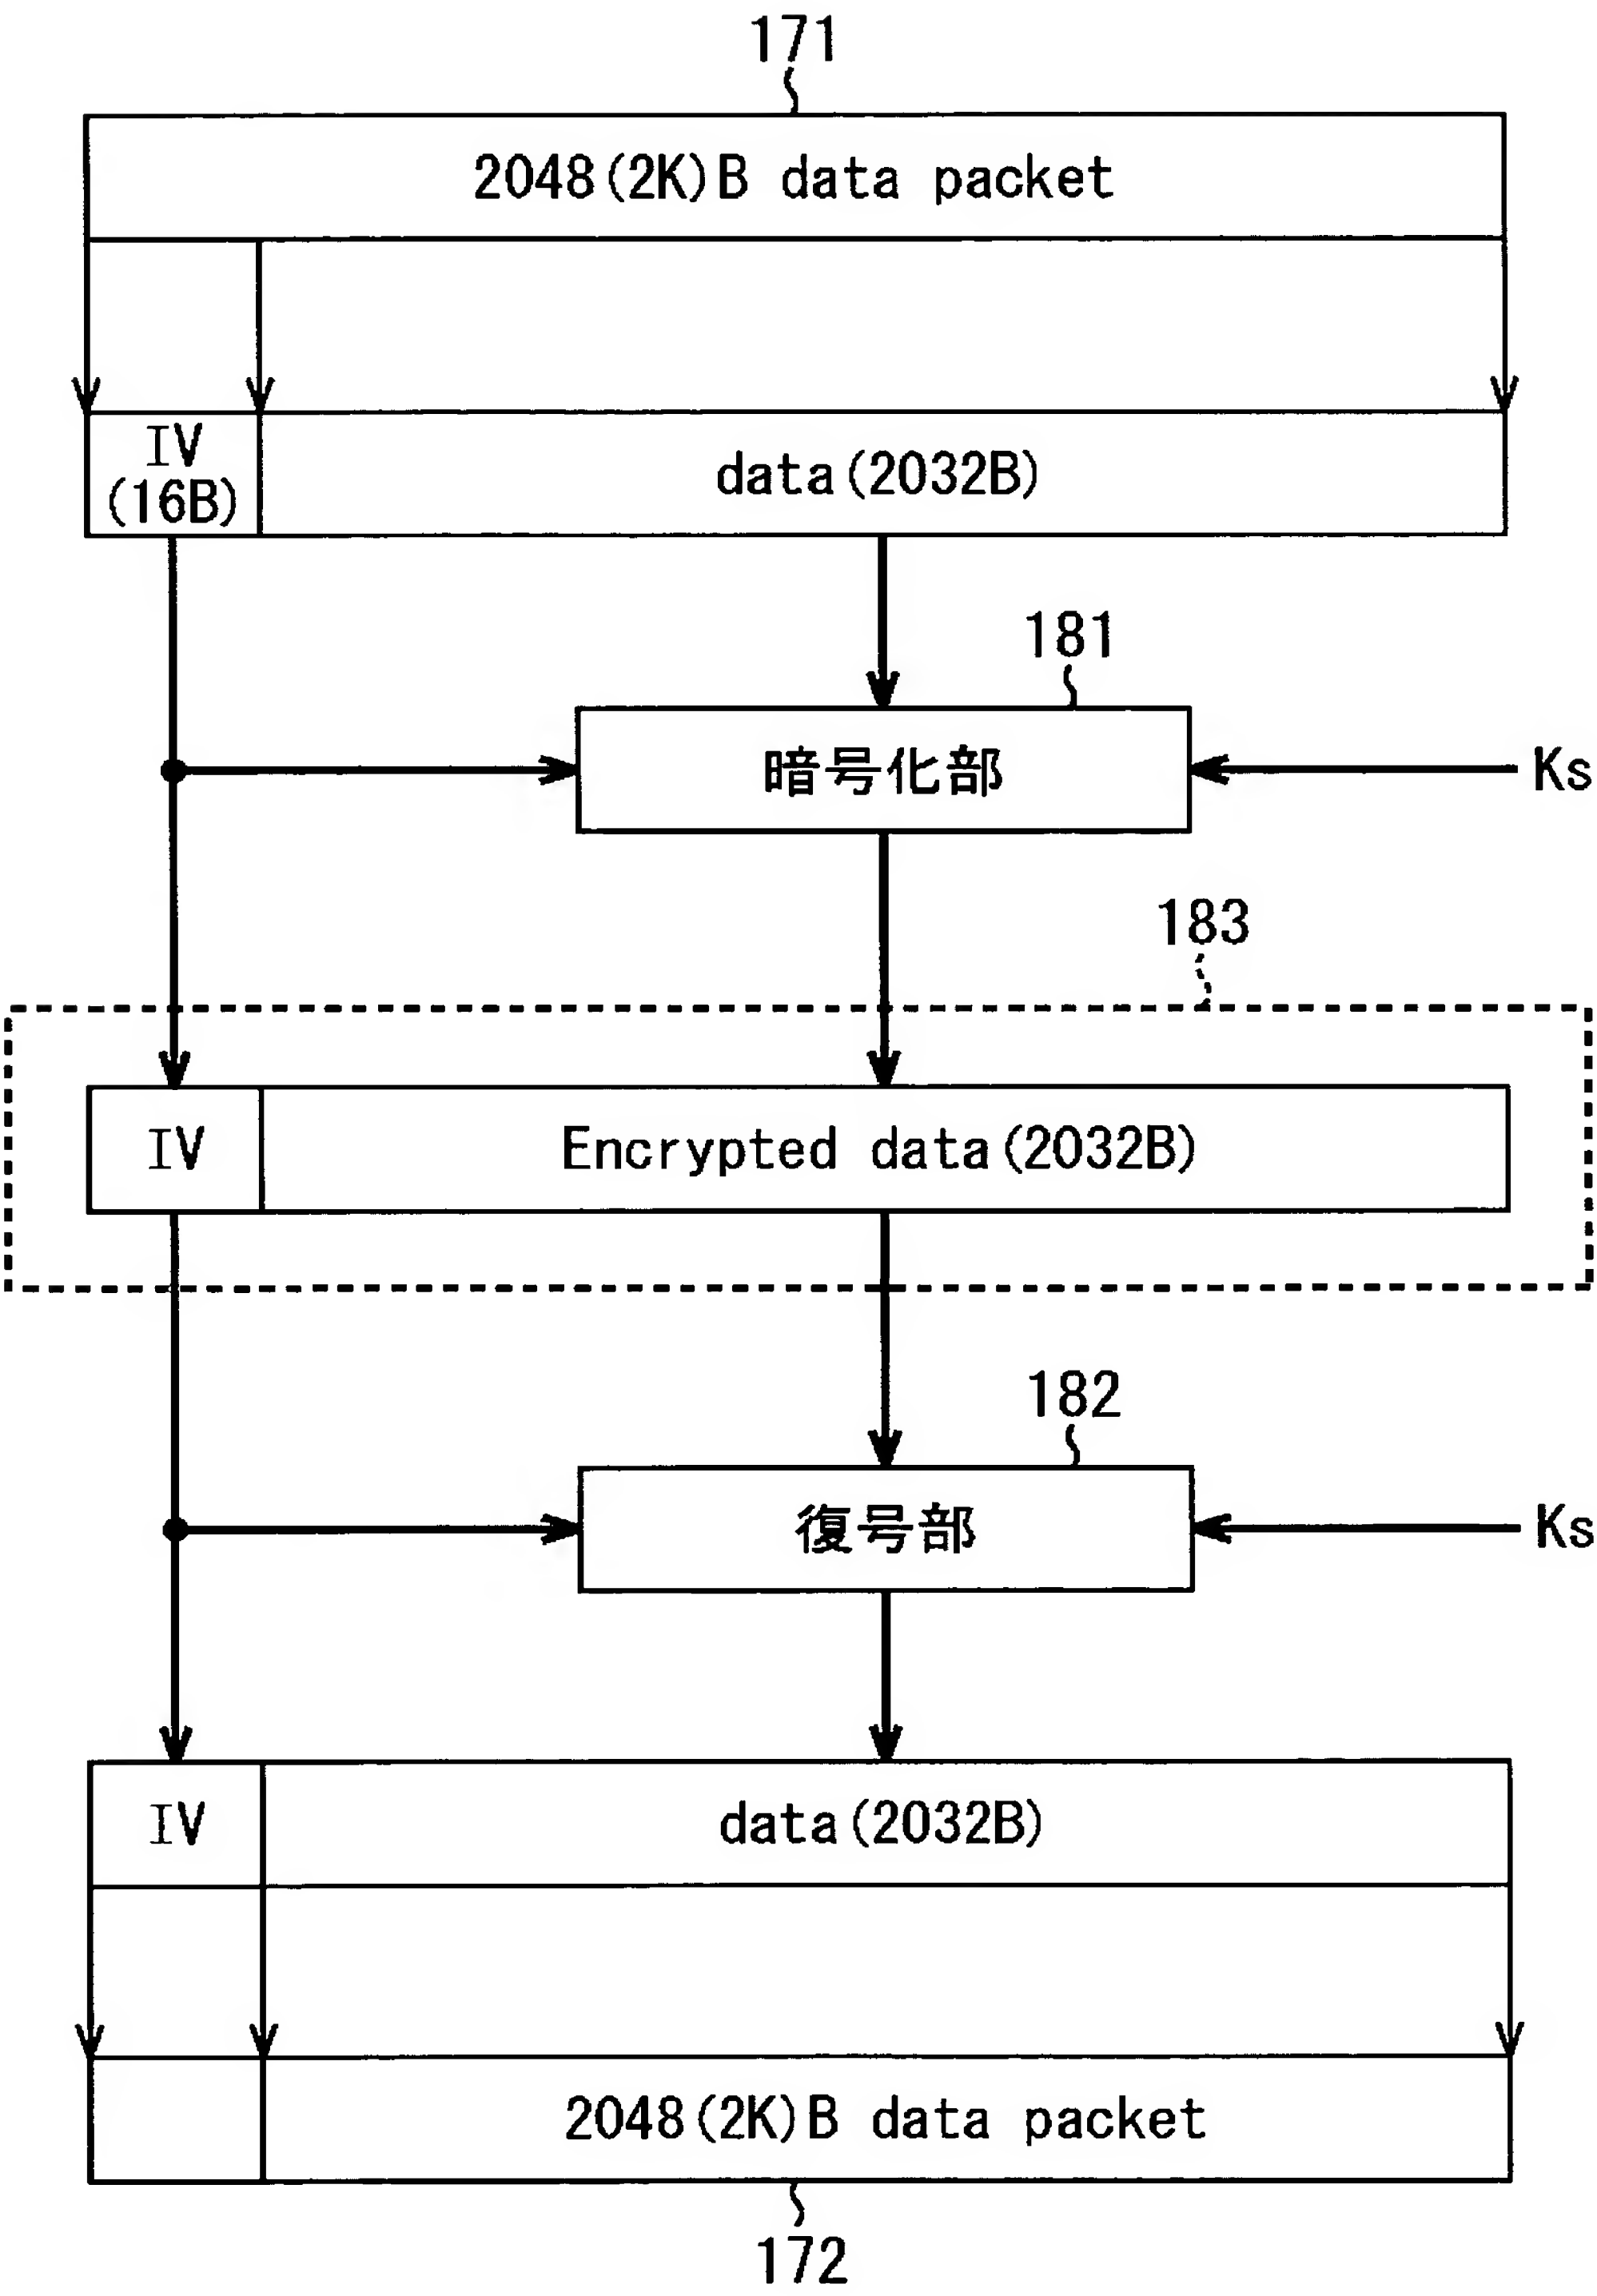 171
2048(2K)B data packet
IV
(16B)
data(2032B)
181
暗号化部
Ks
183
IV
Encrypted data(2032B)
182
復号部
Ks
IV
data(2032B)
2048(2K)B data packet
172